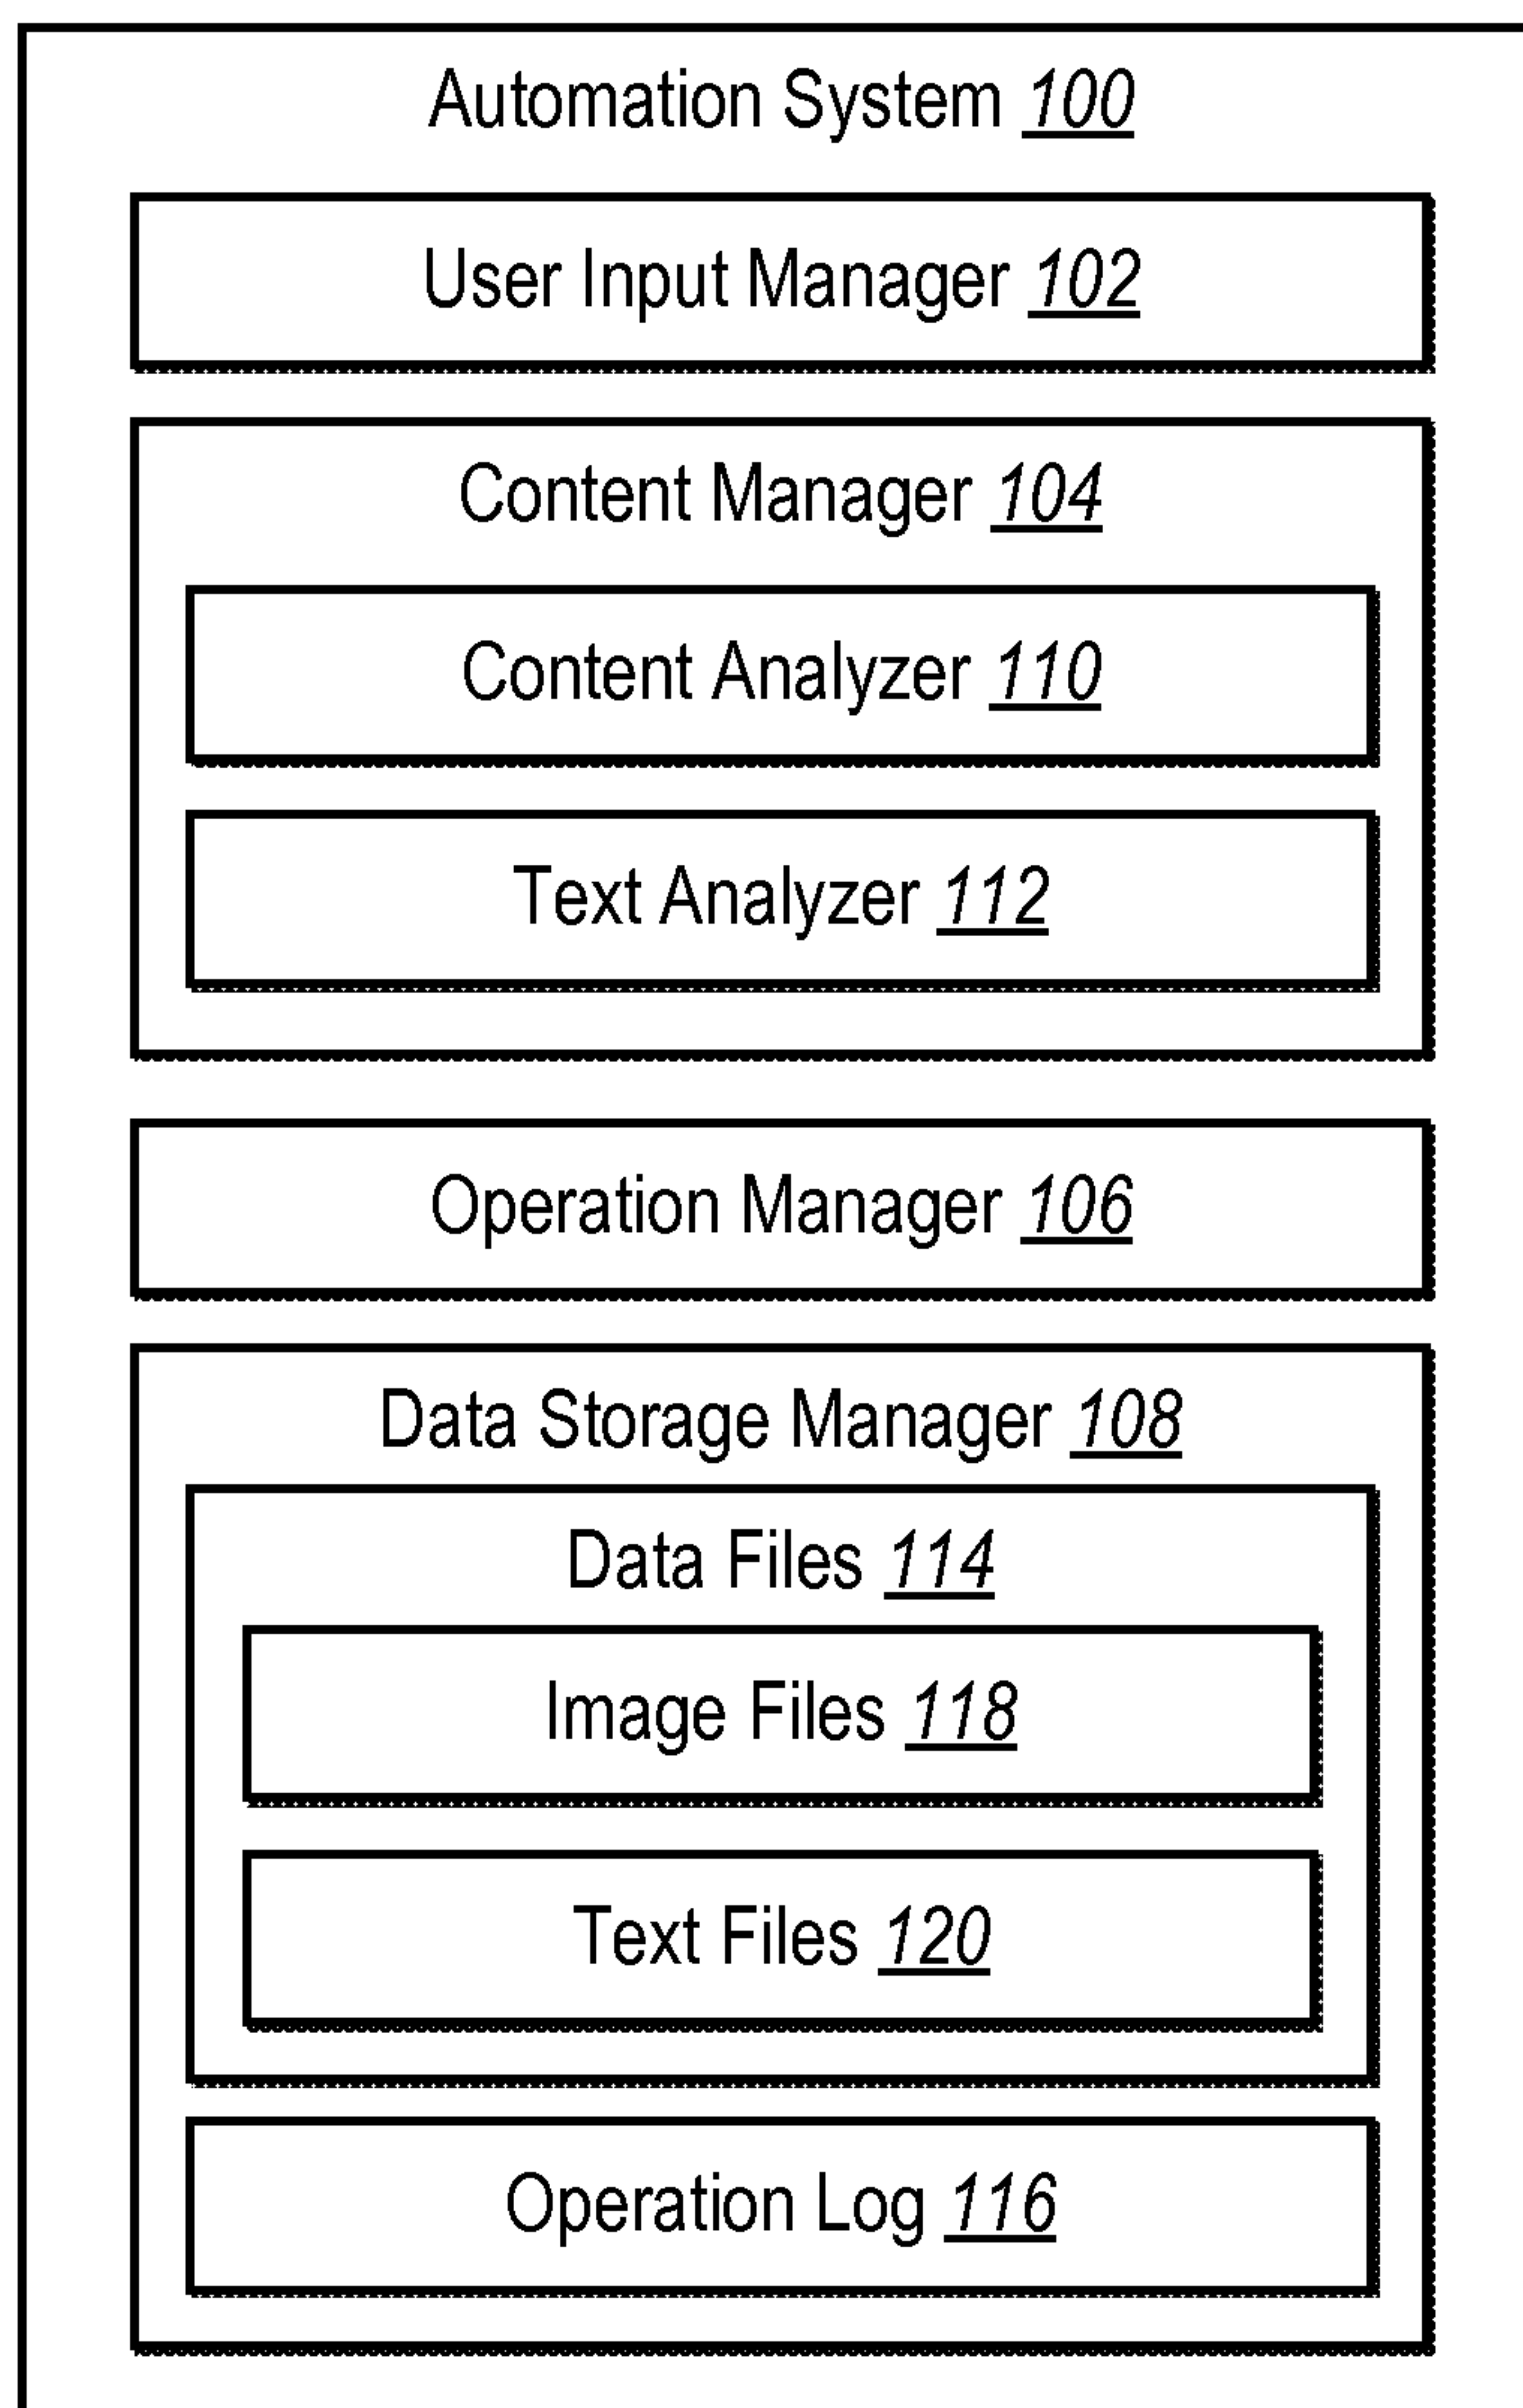 Automation System 100
User Input Manager 102
Content Manager 104
Content Analyzer 110
Text Analyzer 112
Operation Manager 106
Data Storage Manager 108
Data Files 114
Image Files 118
Text Files 120
Operation Log 116